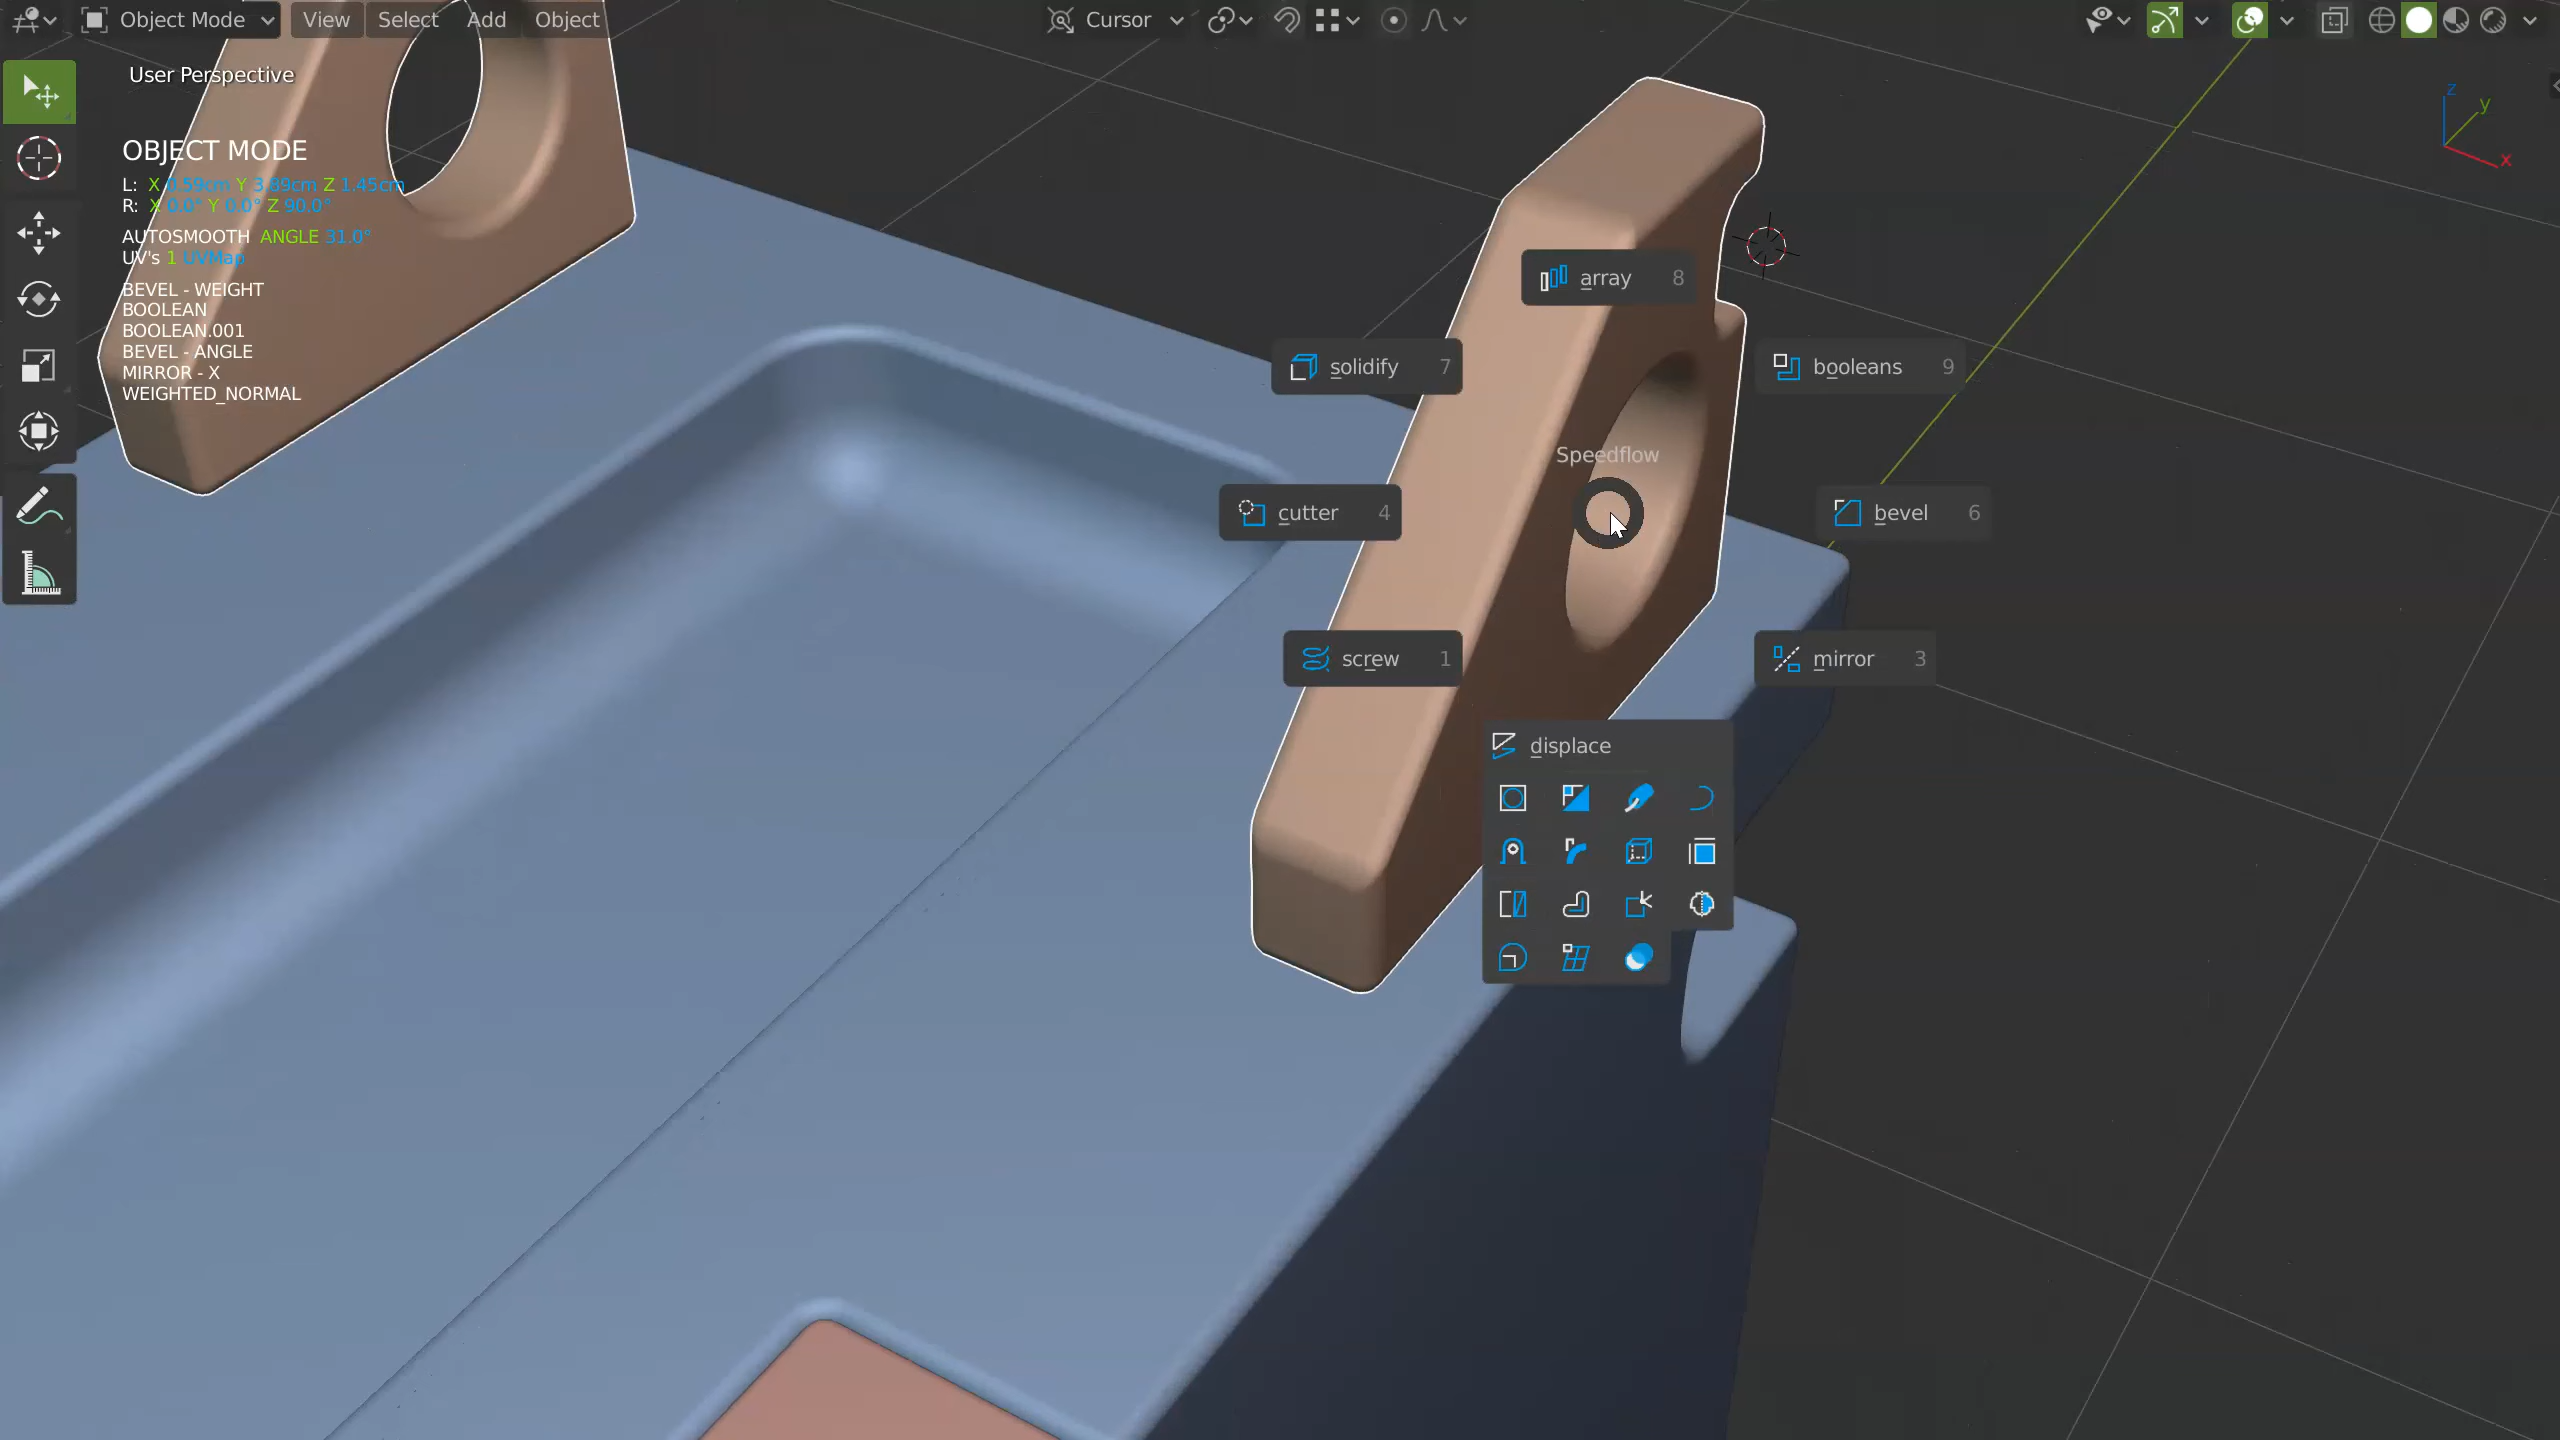 Object Mode View Select Add Object Cursor
User Perspective
OBJECT MODE
L: X 0.59cm Y 3.89cm Z 1.45cm
R: X 0.0° Y 0.0° Z 90.0°
AUTOSMOOTH ANGLE 31.0°
UV's 1 UVMap
BEVEL - WEIGHT
BOOLEAN
BOOLEAN.001
BEVEL - ANGLE
MIRROR - X
WEIGHTED_NORMAL
z
y
x
array 8
solidify 7
booleans 9
Speedflow
cutter 4
bevel 6
screw 1
mirror 3
displace